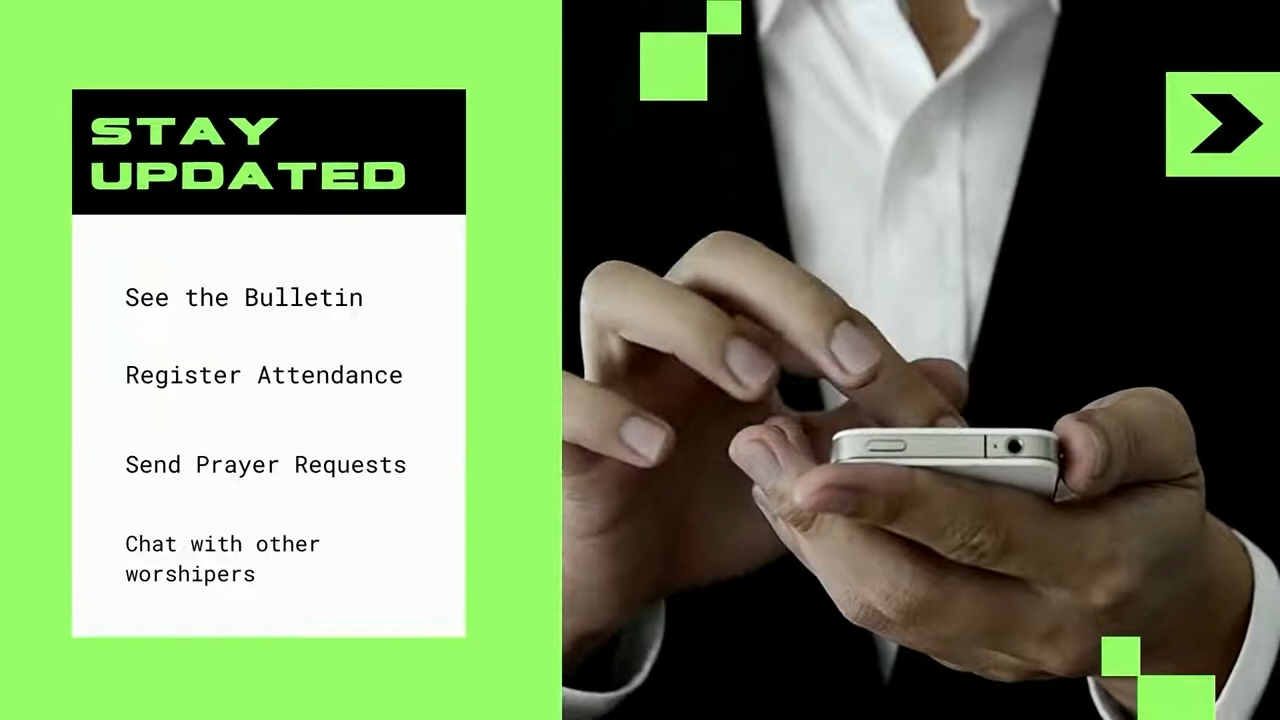 STAY
UPDATED
See the Bulletin
Register Attendance
Send Prayer Requests
Chat with other
worshipers